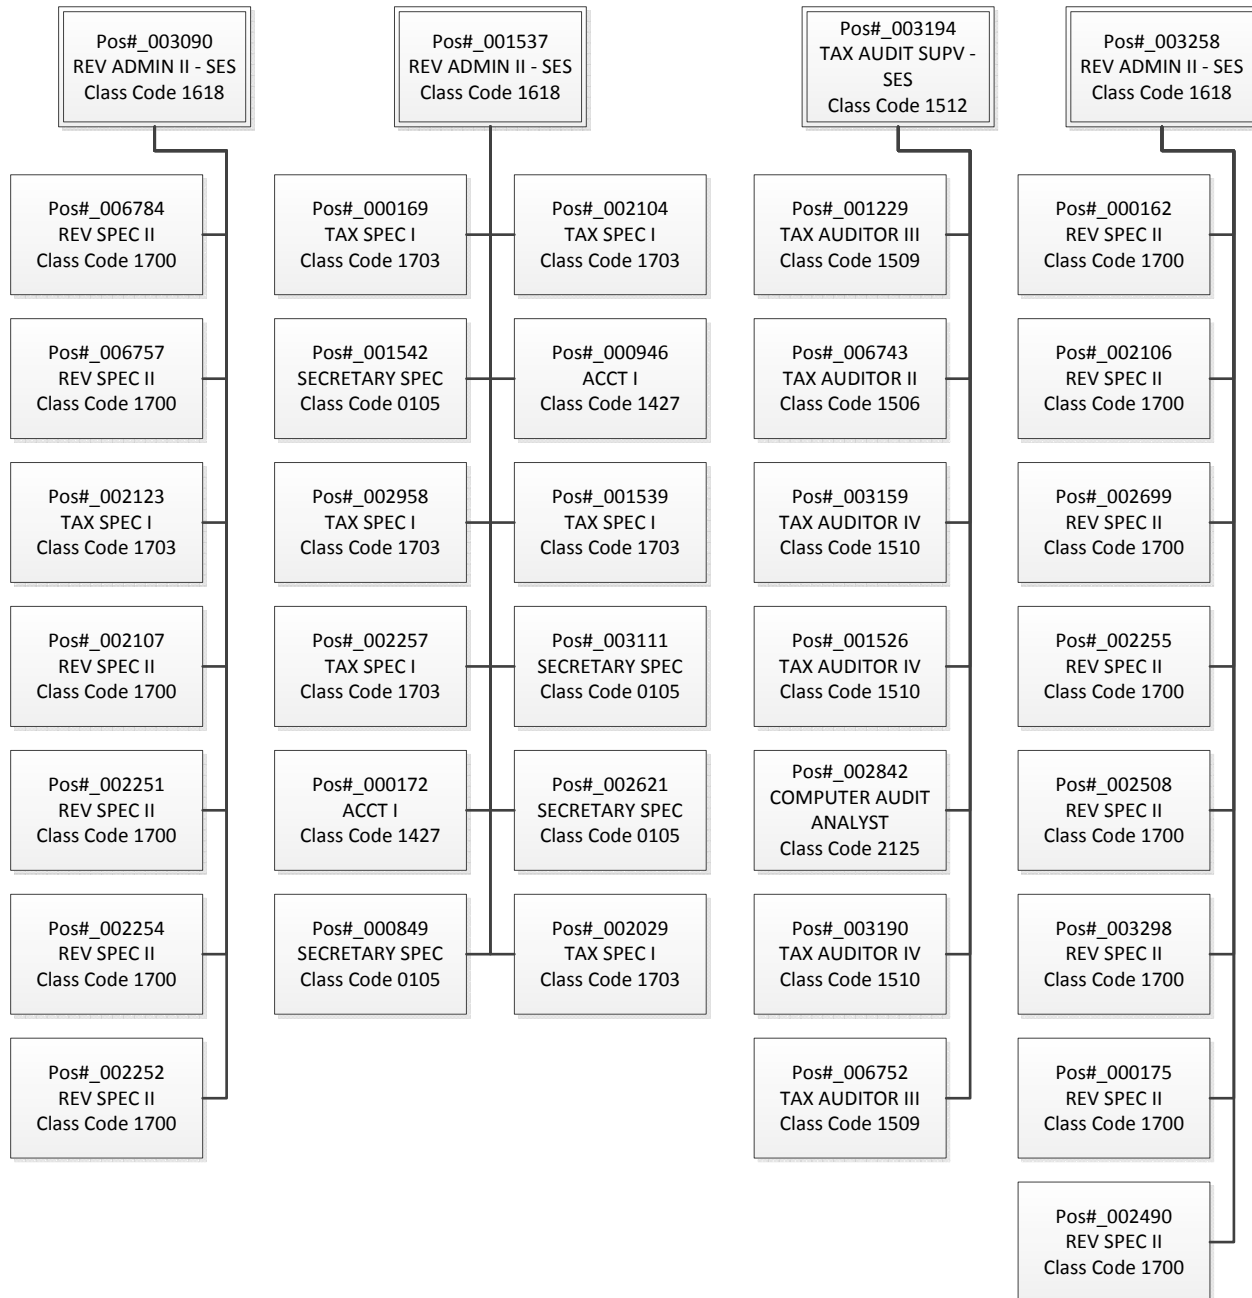 Pos#_003090
REV ADMIN II - SES
Class Code 1618
Pos#_006784
REV SPEC II
Class Code 1700
Pos#_006757
REV SPEC II
Class Code 1700
Pos#_002123
TAX SPEC I
Class Code 1703
Pos#_002107
REV SPEC II
Class Code 1700
Pos#_002251
REV SPEC II
Class Code 1700
Pos#_002254
REV SPEC II
Class Code 1700
Pos#_002252
REV SPEC II
Class Code 1700
Pos#_001537
REV ADMIN II - SES
Class Code 1618
Pos#_000169
TAX SPEC I
Class Code 1703
Pos#_002104
TAX SPEC I
Class Code 1703
Pos#_001542
SECRETARY SPEC
Class Code 0105
Pos#_000946
ACCT I
Class Code 1427
Pos#_002958
TAX SPEC I
Class Code 1703
Pos#_001539
TAX SPEC I
Class Code 1703
Pos#_002257
TAX SPEC I
Class Code 1703
Pos#_003111
SECRETARY SPEC
Class Code 0105
Pos#_000172
ACCT I
Class Code 1427
Pos#_002621
SECRETARY SPEC
Class Code 0105
Pos#_000849
SECRETARY SPEC
Class Code 0105
Pos#_002029
TAX SPEC I
Class Code 1703
Pos#_003194
TAX AUDIT SUPV -
SES
Class Code 1512
Pos#_001229
TAX AUDITOR III
Class Code 1509
Pos#_006743
TAX AUDITOR II
Class Code 1506
Pos#_003159
TAX AUDITOR IV
Class Code 1510
Pos#_001526
TAX AUDITOR IV
Class Code 1510
Pos#_002842
COMPUTER AUDIT
ANALYST
Class Code 2125
Pos#_003190
TAX AUDITOR IV
Class Code 1510
Pos#_006752
TAX AUDITOR III
Class Code 1509
Pos#_003258
REV ADMIN II - SES
Class Code 1618
Pos#_000162
REV SPEC II
Class Code 1700
Pos#_002106
REV SPEC II
Class Code 1700
Pos#_002699
REV SPEC II
Class Code 1700
Pos#_002255
REV SPEC II
Class Code 1700
Pos#_002508
REV SPEC II
Class Code 1700
Pos#_003298
REV SPEC II
Class Code 1700
Pos#_000175
REV SPEC II
Class Code 1700
Pos#_002490
REV SPEC II
Class Code 1700